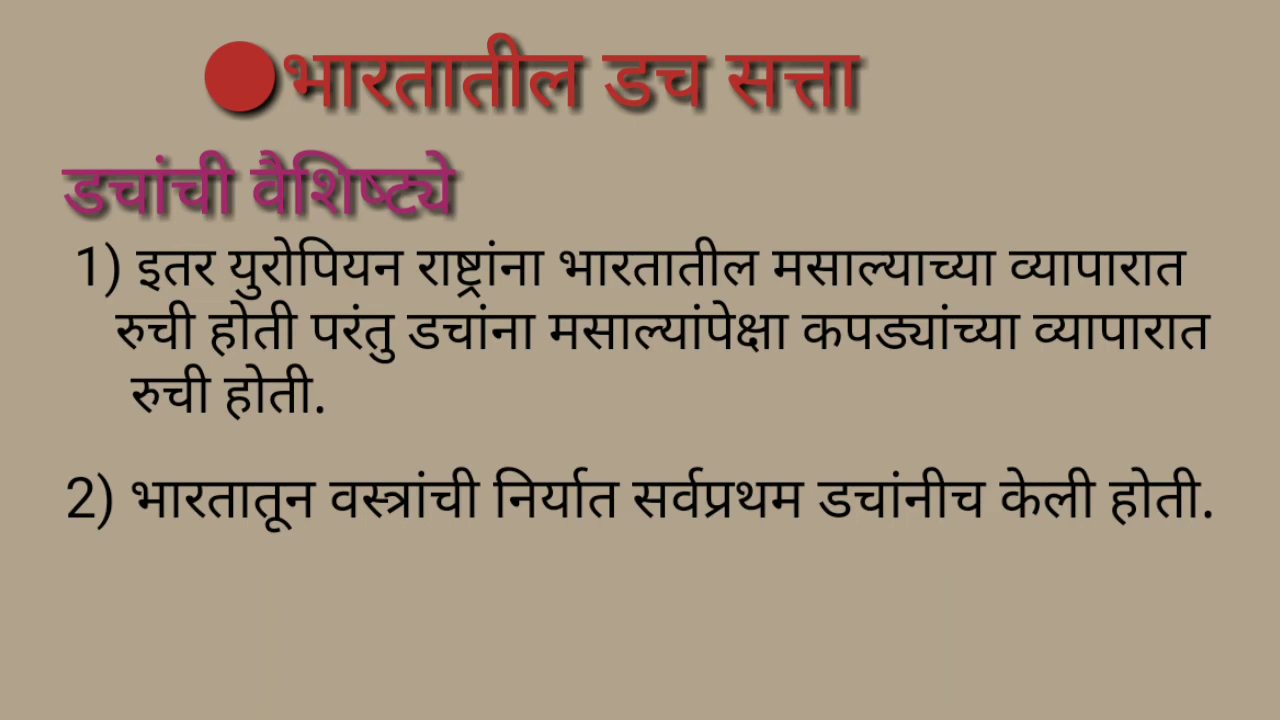 ●भारतातील डच सत्ता
डचांची वैशिष्ट्ये
1) इतर युरोपियन राष्ट्रांना भारतातील मसाल्याच्या व्यापारात
रुची होती परंतु डचांना मसाल्यांपेक्षा कपड्यांच्या व्यापारात
रुची होती.
2) भारतातून वस्त्रांची निर्यात सर्वप्रथम डचांनीच केली होती.